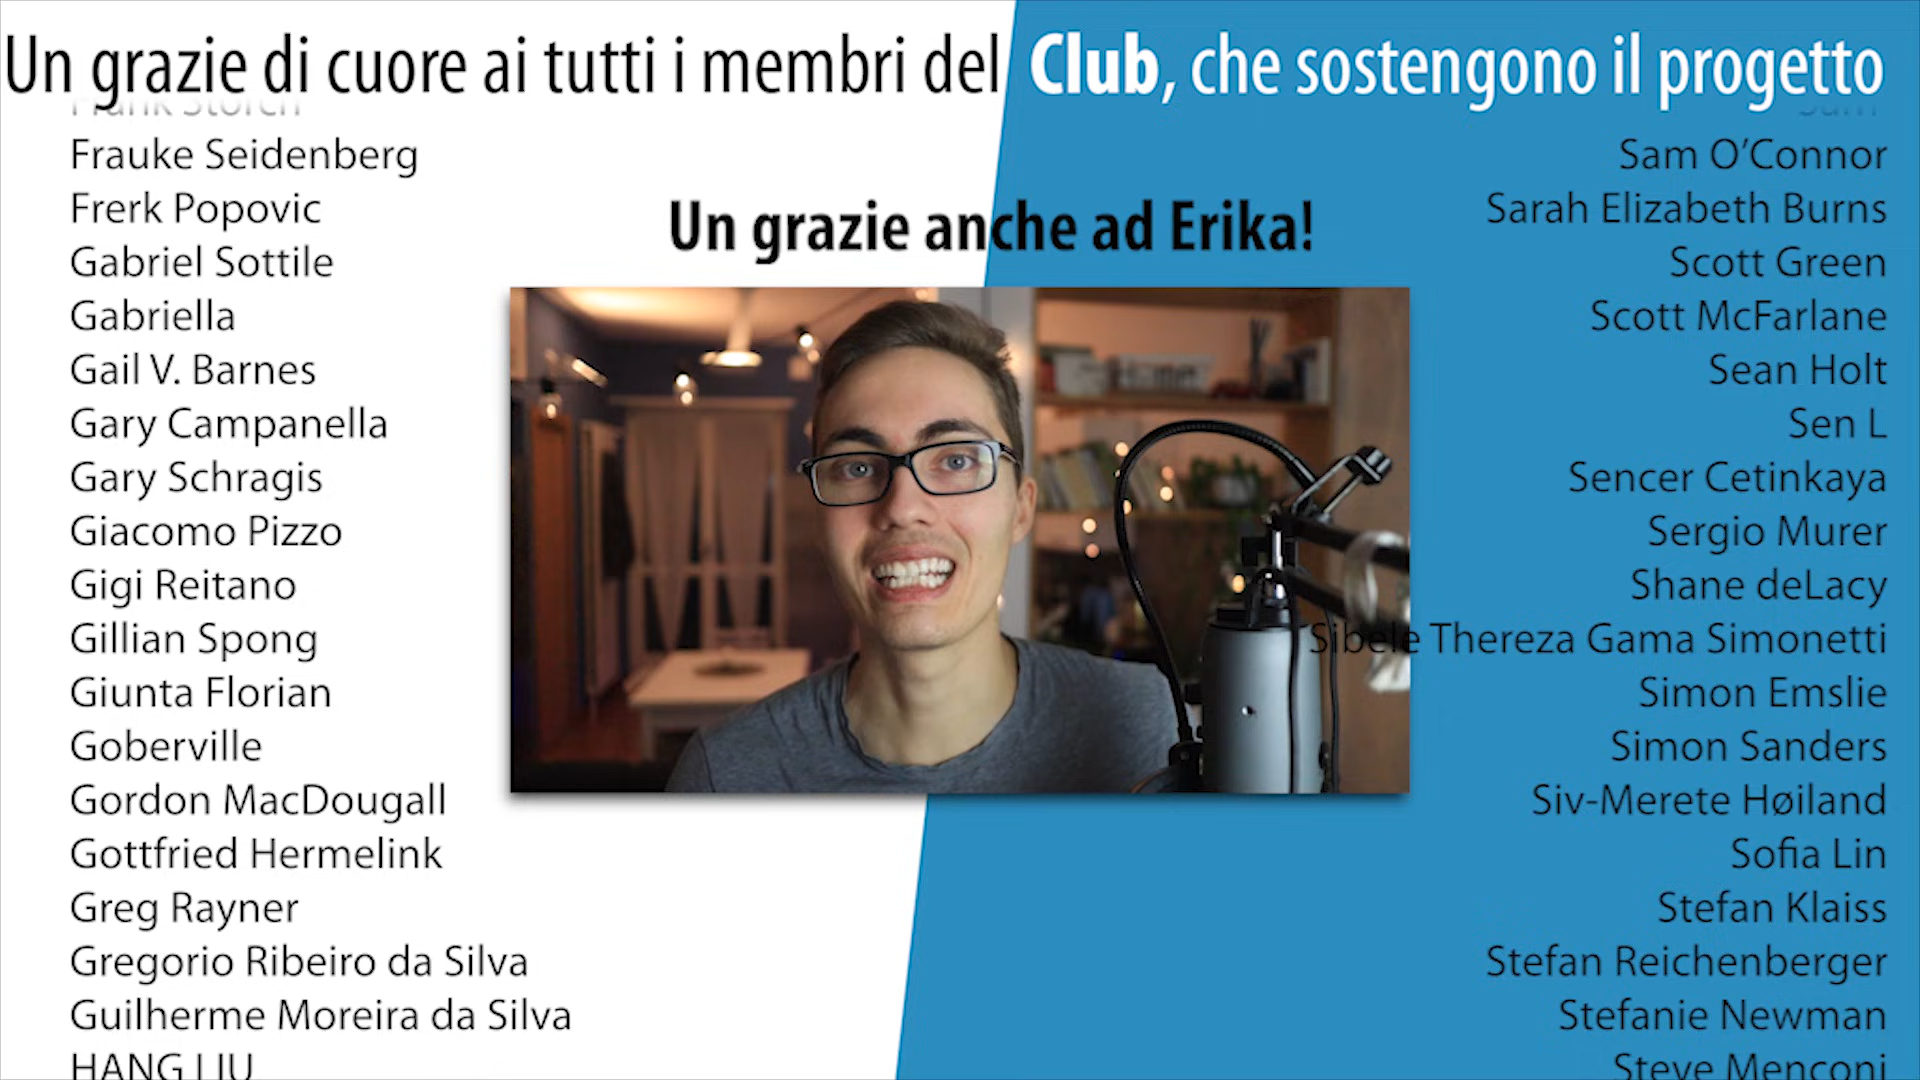 Un grazie di cuore ai tutti i membri del Club, che sostengono il progetto
Frank Storch
Frauke Seidenberg
Frerk Popovic
Gabriel Sottile
Gabriella
Gail V. Barnes
Gary Campanella
Gary Schragis
Giacomo Pizzo
Gigi Reitano
Gillian Spong
Giunta Florian
Goberville
Gordon MacDougall
Gottfried Hermelink
Greg Rayner
Gregorio Ribeiro da Silva
Guilherme Moreira da Silva
HANG LIU
Un grazie anche ad Erika!
Sam O’Connor
Sarah Elizabeth Burns
Scott Green
Scott McFarlane
Sean Holt
Sen L
Sencer Cetinkaya
Sergio Murer
Shane deLacy
Sibele Thereza Gama Simonetti
Simon Emslie
Simon Sanders
Siv-Merete Høiland
Sofia Lin
Stefan Klaiss
Stefan Reichenberger
Stefanie Newman
Steve Menconi